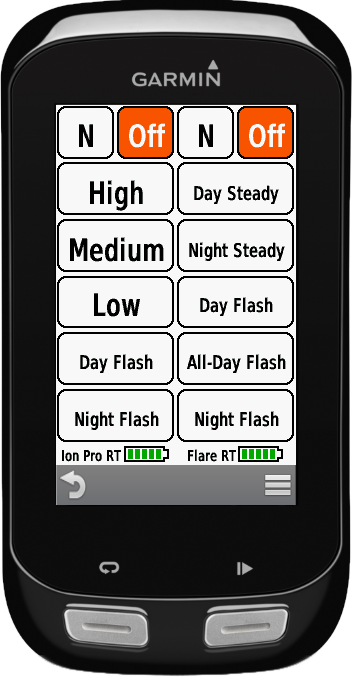 GARMIN
N Off N Off
High Day Steady
Medium Night Steady
Low Day Flash
Day Flash All-Day Flash
Night Flash Night Flash
Ion Pro RT Flare RT